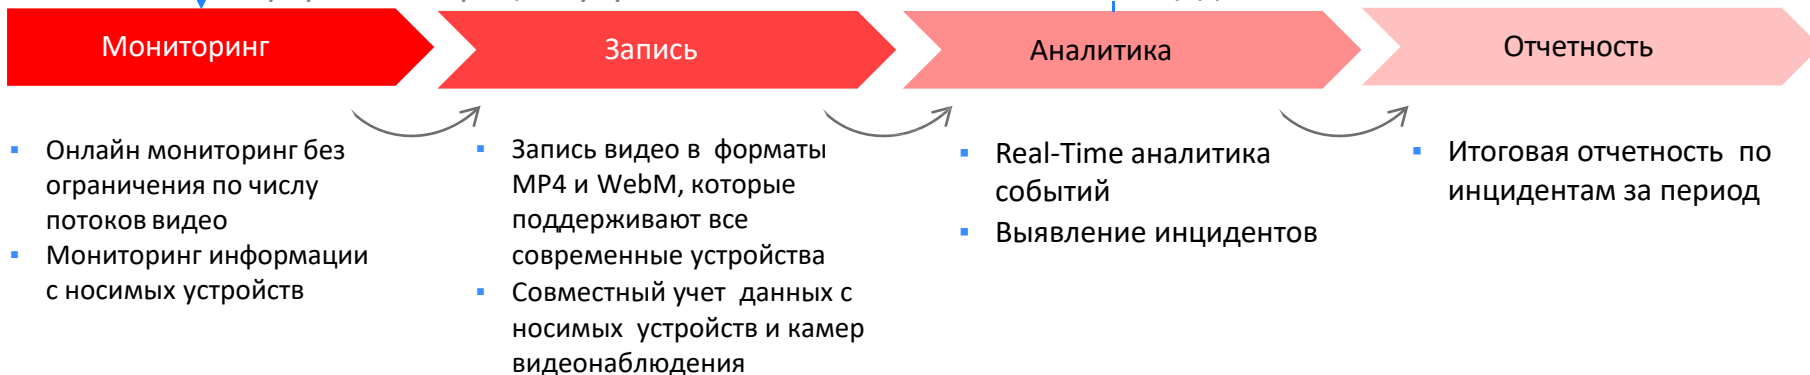 Мониторинг
Запись
Аналитика
Отчетность
Онлайн мониторинг без
ограничения по числу
потоков видео
Мониторинг информации
с носимых устройств
Запись видео в форматы
MP4 и WebM, которые
поддерживают все
современные устройства
Совместный учет данных с
носимых устройств и камер
видеонаблюдения
Real-Time аналитика
событий
Выявление инцидентов
Итоговая отчетность по
инцидентам за период